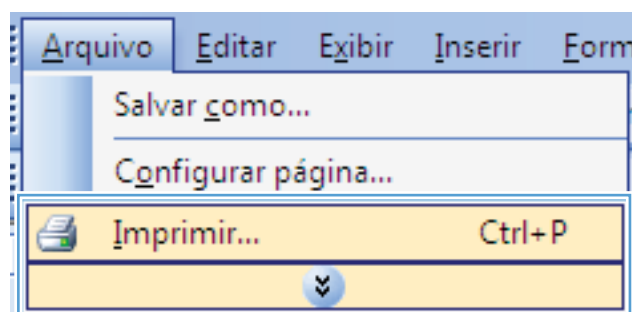 Arquivo Editar Exibir Inserir Form
Salvar como...
Configurar página...
Imprimir... Ctrl+P